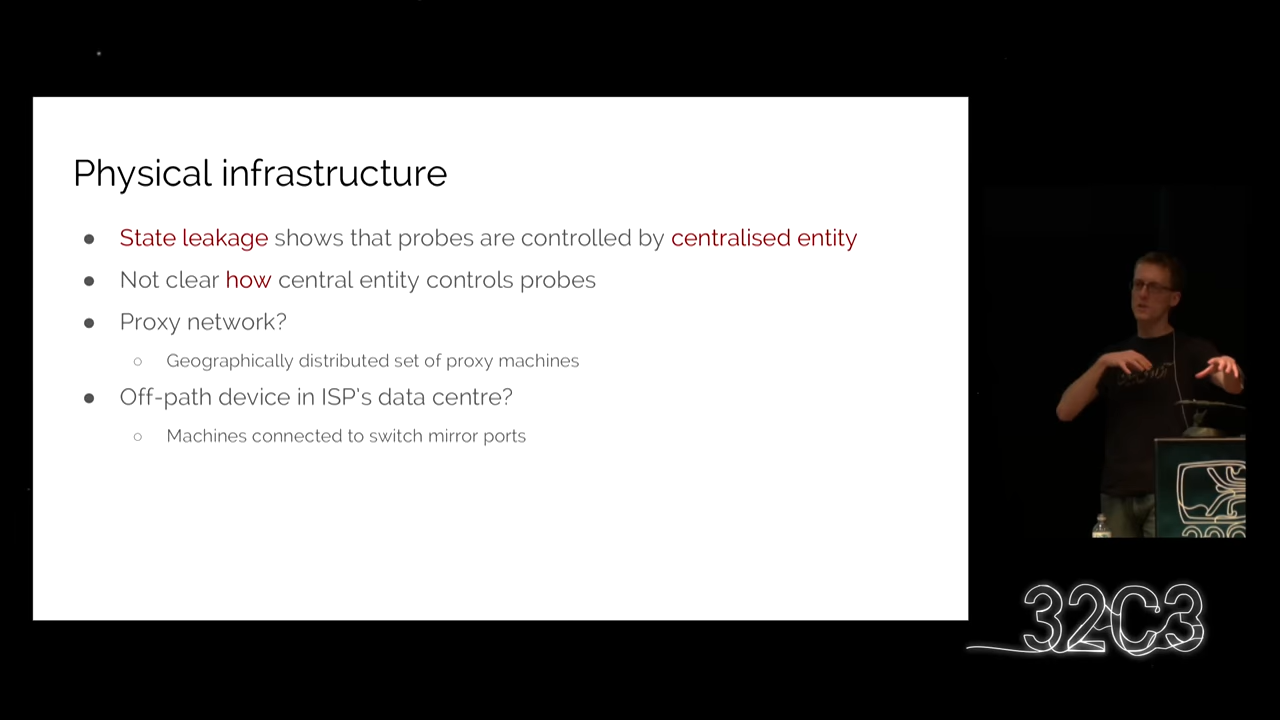 Physical infrastructure
● State leakage shows that probes are controlled by centralised entity
● Not clear how central entity controls probes
● Proxy network?
○ Geographically distributed set of proxy machines
● Off-path device in ISP's data centre?
○ Machines connected to switch mirror ports
32C3